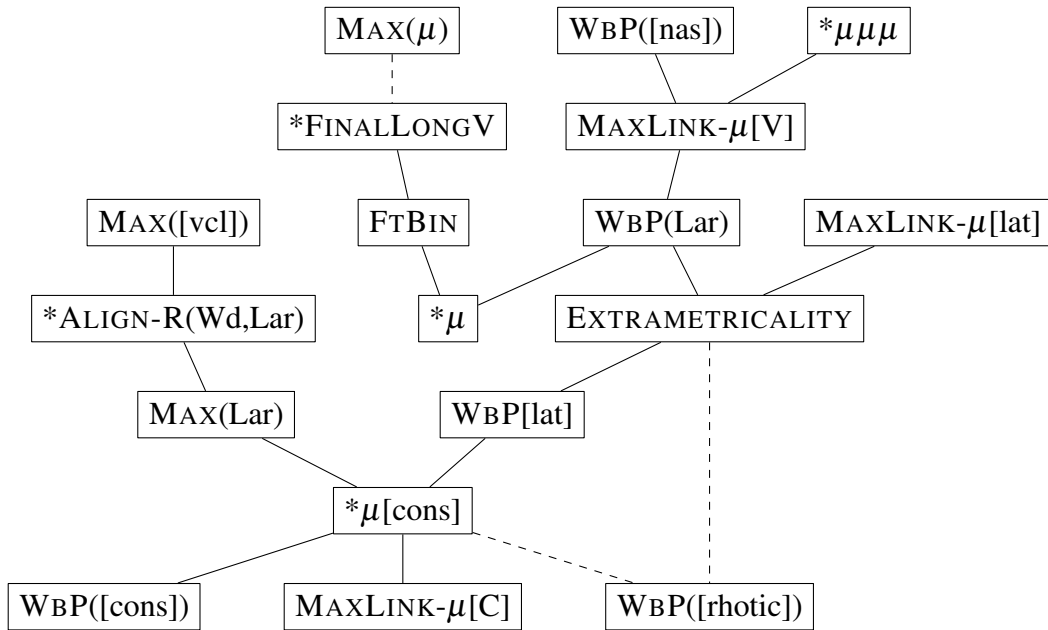 MAX(μ) WBP([nas]) *μμμ
*FINALLONGV MAXLINK-μ[V]
MAX([vcl]) FTBIN WBP(Lar) MAXLINK-μ[lat]
*ALIGN-R(Wd,Lar) *μ EXTRAMETRICALITY
MAX(Lar) WBP[lat]
*μ[cons]
WBP([cons]) MAXLINK-μ[C] WBP([rhotic])